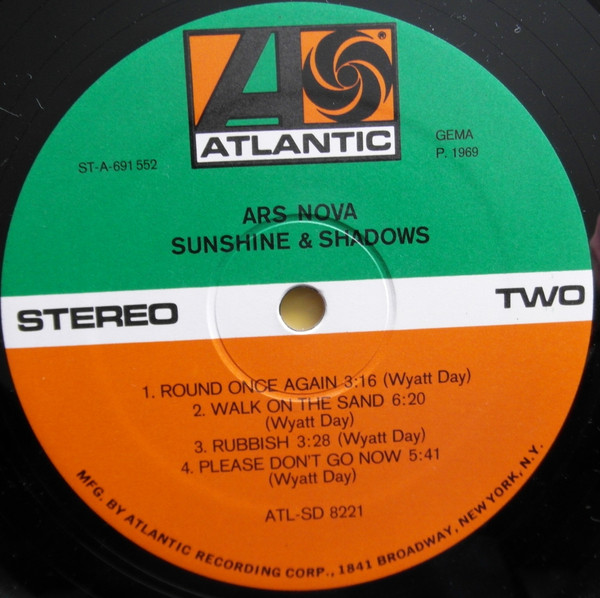 ATLANTIC
ST-A-691 552
GEMA
P. 1969
ARS NOVA
SUNSHINE & SHADOWS
STEREO
TWO
1. ROUND ONCE AGAIN 3:16 (Wyatt Day)
2. WALK ON THE SAND 6:20
(Wyatt Day)
3. RUBBISH 3:28 (Wyatt Day)
4. PLEASE DON'T GO NOW 5:41
(Wyatt Day)
ATL-SD 8221
MFG. BY ATLANTIC RECORDING CORP., 1841 BROADWAY, NEW YORK, N.Y.